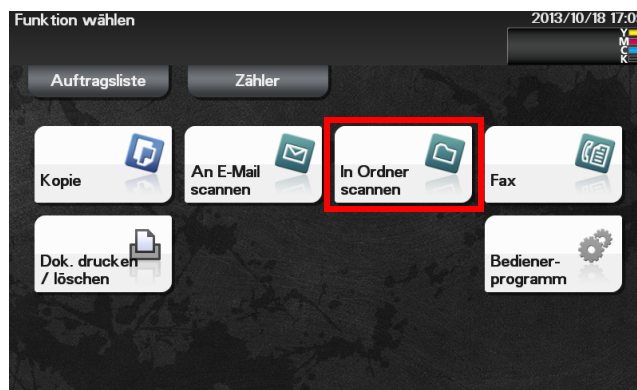 Funktion wählen
2013/10/18 17:0
Y
M
C
K
Auftragsliste
Zähler
Kopie
An E-Mail
scannen
In Ordner
scannen
Fax
Dok. drucken
/ löschen
Bediener-
programm